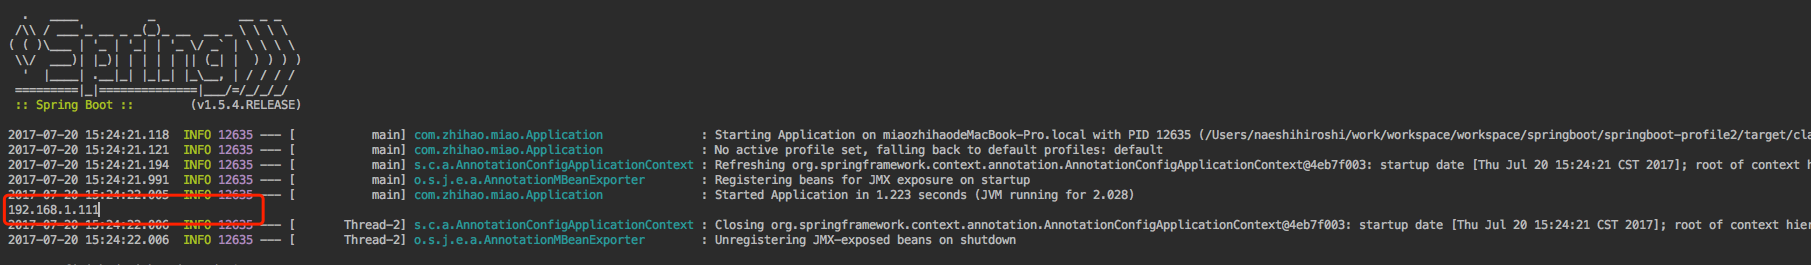 .   ____          _            __ _ _
 /\\ / ___'_ __ _ _(_)_ __  __ _ \ \ \ \
( ( )\___ | '_ | '_| | '_ \/ _` | \ \ \ \
 \\/  ___)| |_)| | | | | || (_| |  ) ) ) )
  '  |____| .__|_| |_|_| |_\__, | / / / /
 =========|_|==============|___/=/_/_/_/
 :: Spring Boot ::        (v1.5.4.RELEASE)
2017-07-20 15:24:21.118  INFO 12635 --- [           main] com.zhihao.miao.Application              : Starting Application on miaozhihaodeMacBook-Pro.local with PID 12635 (/Users/naeshihiroshi/work/workspace/workspace/springboot/springboot-profile2/target/cla
2017-07-20 15:24:21.121  INFO 12635 --- [           main] com.zhihao.miao.Application              : No active profile set, falling back to default profiles: default
2017-07-20 15:24:21.194  INFO 12635 --- [           main] s.c.a.AnnotationConfigApplicationContext : Refreshing org.springframework.context.annotation.AnnotationConfigApplicationContext@4eb7f003: startup date [Thu Jul 20 15:24:21 CST 2017]; root of context h
2017-07-20 15:24:21.991  INFO 12635 --- [           main] o.s.j.e.a.AnnotationMBeanExporter        : Registering beans for JMX exposure on startup
2017-07-20 15:24:22.005  INFO 12635 --- [           main] com.zhihao.miao.Application              : Started Application in 1.223 seconds (JVM running for 2.028)
192.168.1.111
2017-07-20 15:24:22.006  INFO 12635 --- [       Thread-2] s.c.a.AnnotationConfigApplicationContext : Closing org.springframework.context.annotation.AnnotationConfigApplicationContext@4eb7f003: startup date [Thu Jul 20 15:24:21 CST 2017]; root of context hier
2017-07-20 15:24:22.006  INFO 12635 --- [       Thread-2] o.s.j.e.a.AnnotationMBeanExporter        : Unregistering JMX-exposed beans on shutdown